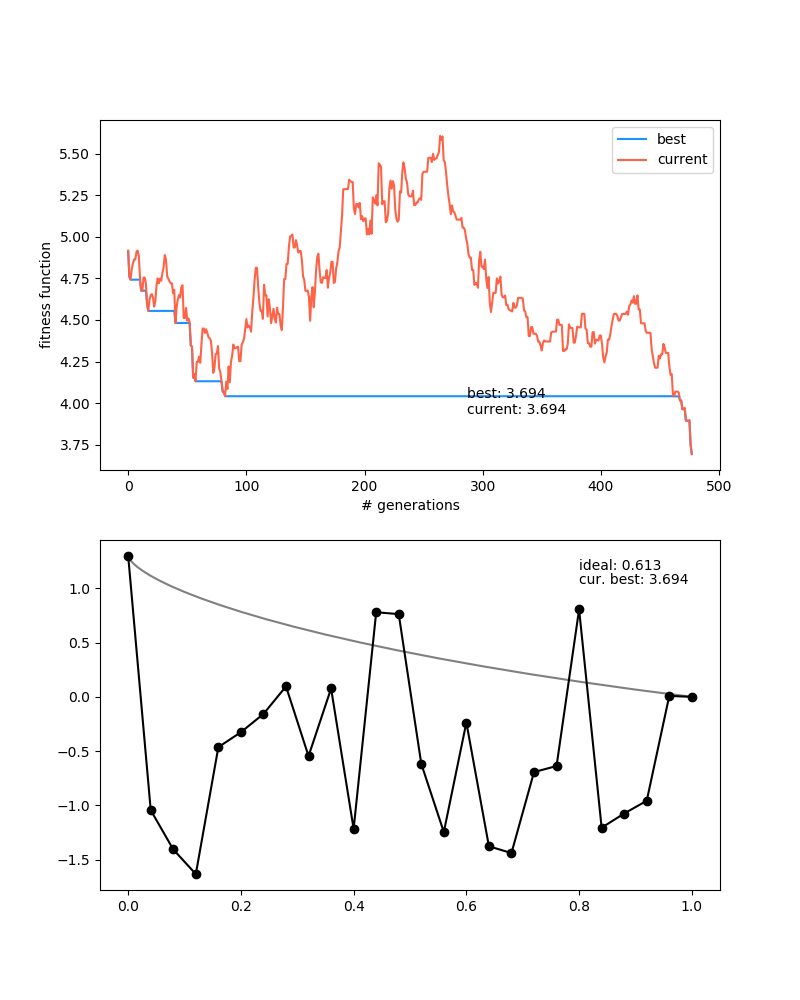 best
current
5.50
5.25
5.00
4.75
4.50
4.25
4.00
3.75
fitness function
best: 3.694
current: 3.694
0 100 200 300 400 500
# generations
ideal: 0.613
cur. best: 3.694
1.0
0.5
0.0
−0.5
−1.0
−1.5
0.0 0.2 0.4 0.6 0.8 1.0